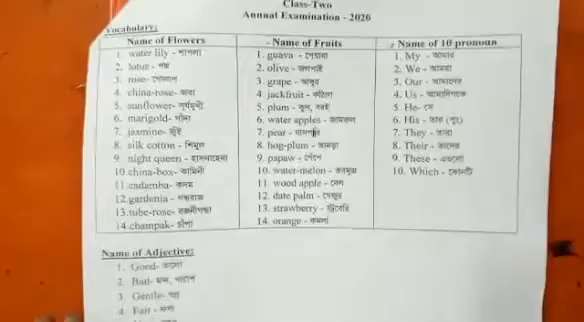 Class-Two
Annual Examination - 2020
Vocabulary:
Name of Flowers
1. water lily - শাপলা
2. lotus - পদ্ম
3. rose- গোলাপ
4. china-rose- জবা
5. sunflower- সূর্যমুখী
6. marigold- গাঁদা
7. jasmine- জুঁই
8. silk cotton - শিমুল
9. night queen - হাসনাহেনা
10. china-box- কামিনী
11. cadamba- কদম
12. gardenia - গন্ধরাজ
13. tube-rose- রজনীগন্ধা
14. champak- চাঁপা
- Name of Fruits
1. guava - পেয়ারা
2. olive - জলপাই
3. grape - আঙুর
4. jackfruit - কাঁঠাল
5. plum - কুল, বরই
6. water apples - জামরুল
7. pear - নাশপাতি
8. hog-plum - আমড়া
9. papaw - পেঁপে
10. water-melon - তরমুজ
11. wood apple - বেল
12. date palm - খেজুর
13. strawberry - স্ট্রবেরি
14. orange - কমলা
Name of 10 pronoun
1. My - আমার
2. We - আমরা
3. Our - আমাদের
4. Us - আমাদিগকে
5. He- সে
6. His - তার (পুং)
7. They - তারা
8. Their - তাদের
9. These - এগুলো
10. Which - কোনটি
Name of Adjective:
1. Good- ভালো
2. Bad- মন্দ, খারাপ
3. Gentle- ভদ্র
4. Fair -